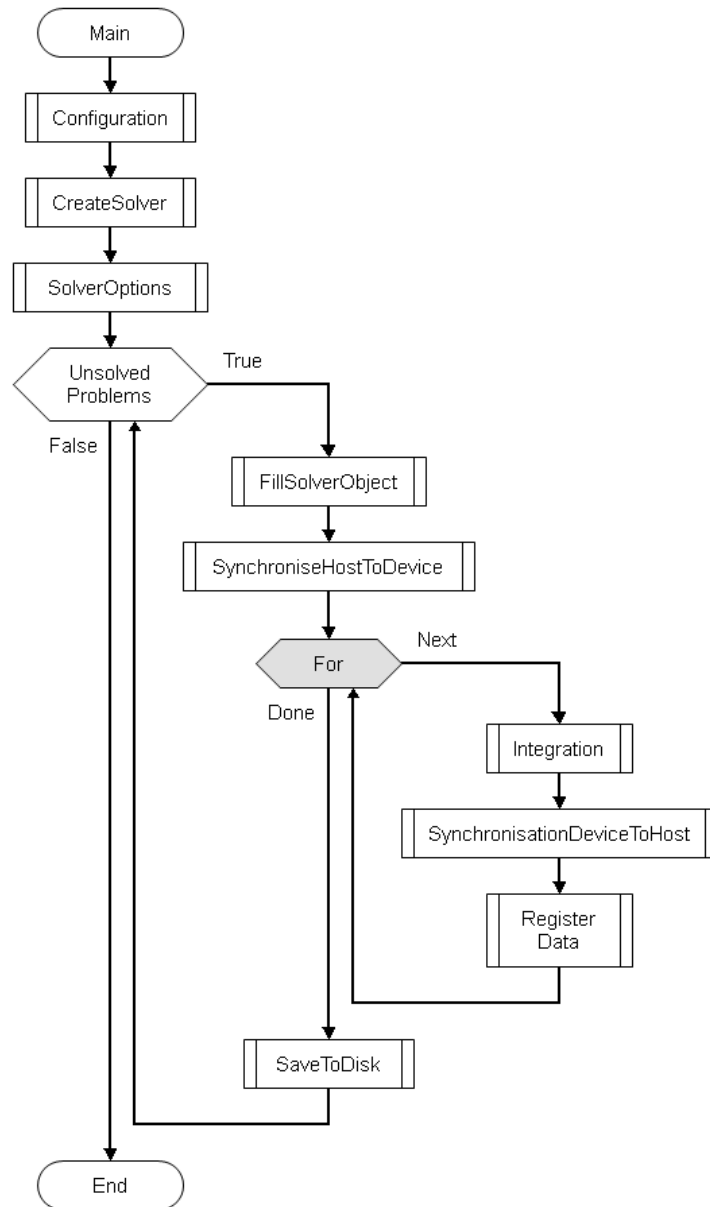 Main
Configuration
CreateSolver
SolverOptions
Unsolved
Problems
True
False
FillSolverObject
SynchroniseHostToDevice
For
Next
Done
Integration
SynchronisationDeviceToHost
Register
Data
SaveToDisk
End